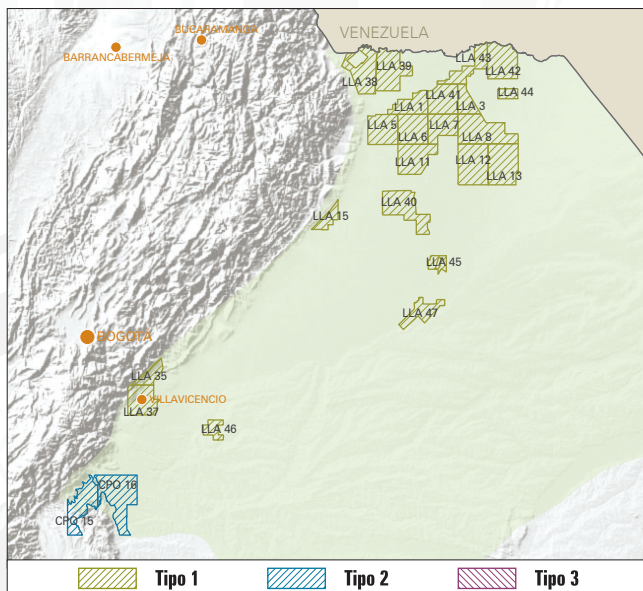 VENEZUELA
BUCARAMANGA
BARRANCABERMEJA
LLA 43
LLA 39
LLA 42
LLA 38
LLA 44
LLA 41
LLA 1
LLA 3
LLA 5
LLA 7
LLA 6
LLA 8
LLA 11
LLA 12
LLA 13
LLA 40
LLA 15
LLA 45
LLA 47
BOGOTÁ
LLA 35
VILLAVICENCIO
LLA 37
LLA 46
CPO 16
CPO 15
Tipo 1 Tipo 2 Tipo 3